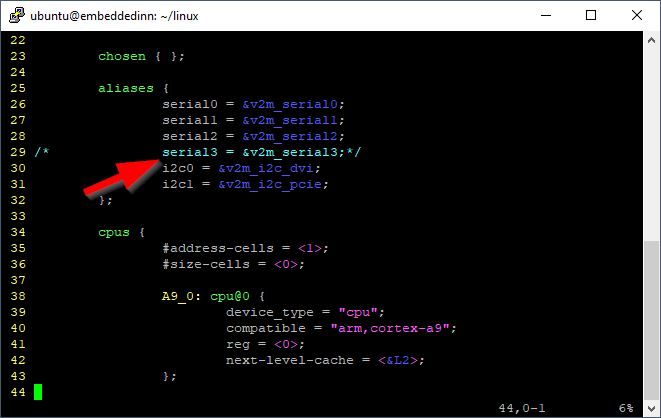 ubuntu@embeddedinn: ~/linux
22
23 chosen { };
24
25 aliases {
26 serial0 = &v2m_serial0;
27 serial1 = &v2m_serial1;
28 serial2 = &v2m_serial2;
29 /* serial3 = &v2m_serial3;*/
30 i2c0 = &v2m_i2c_dvi;
31 i2c1 = &v2m_i2c_pcie;
32 };
33
34 cpus {
35 #address-cells = <1>;
36 #size-cells = <0>;
37
38 A9_0: cpu@0 {
39 device_type = "cpu";
40 compatible = "arm,cortex-a9";
41 reg = <0>;
42 next-level-cache = <&L2>;
43 };
44
44,0-1 6%